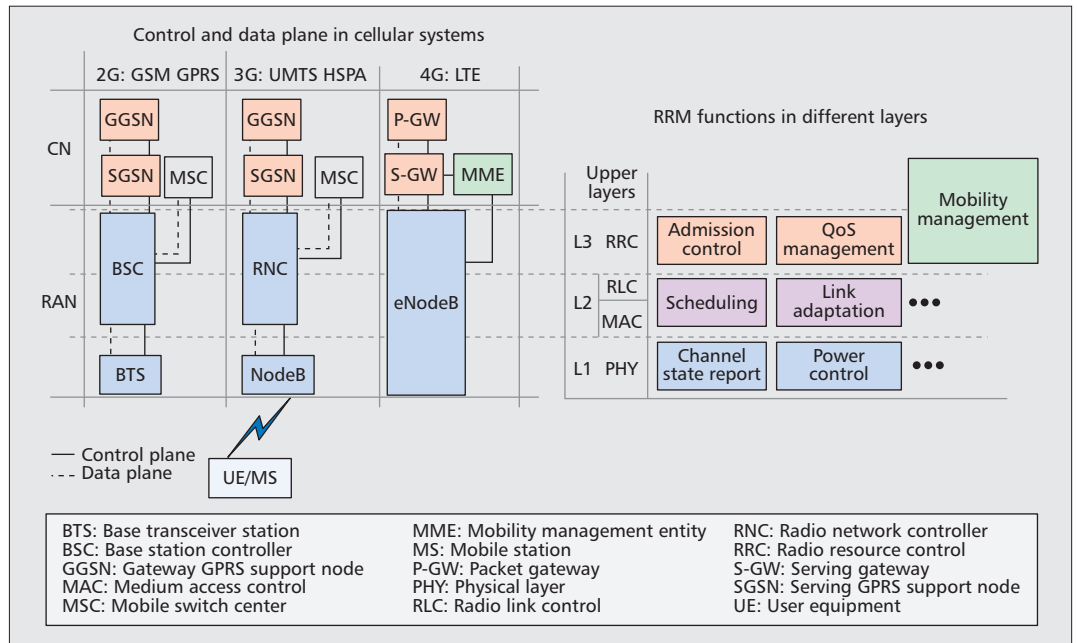 Control and data plane in cellular systems
2G: GSM GPRS
3G: UMTS HSPA
4G: LTE
CN
GGSN
GGSN
P-GW
SGSN
MSC
SGSN
MSC
S-GW
MME
RAN
BSC
RNC
eNodeB
BTS
NodeB
Control plane
Data plane
UE/MS
RRM functions in different layers
Upper
layers
Mobility
management
L3 RRC
Admission
control
QoS
management
L2
RLC
MAC
Scheduling
Link
adaptation
L1 PHY
Channel
state report
Power
control
BTS: Base transceiver station
BSC: Base station controller
GGSN: Gateway GPRS support node
MAC: Medium access control
MSC: Mobile switch center
MME: Mobility management entity
MS: Mobile station
P-GW: Packet gateway
PHY: Physical layer
RLC: Radio link control
RNC: Radio network controller
RRC: Radio resource control
S-GW: Serving gateway
SGSN: Serving GPRS support node
UE: User equipment